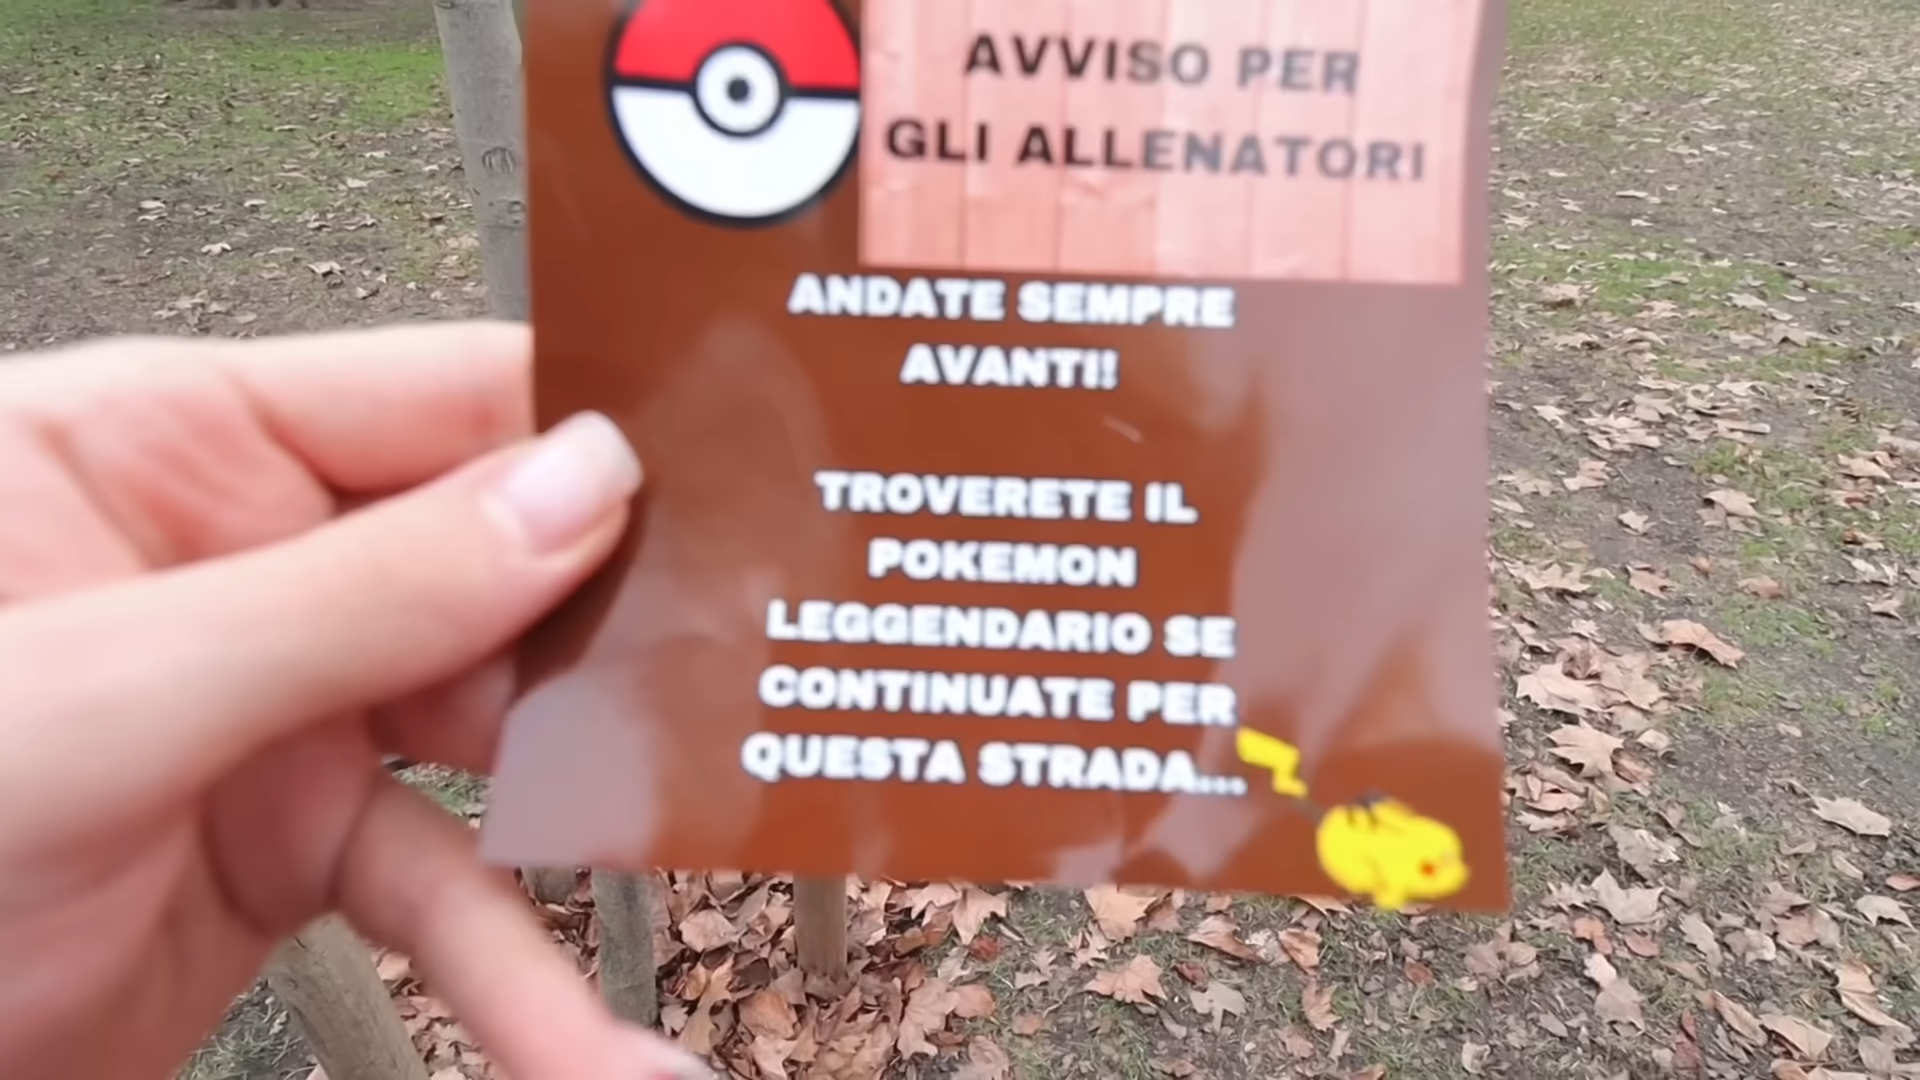 AVVISO PER
GLI ALLENATORI
ANDATE SEMPRE
AVANTI!
TROVERETE IL
POKEMON
LEGGENDARIO SE
CONTINUATE PER
QUESTA STRADA...